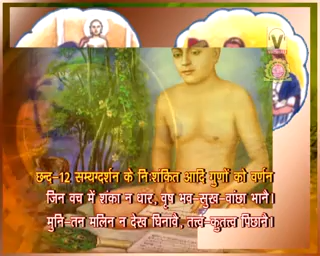 छन्द-12 सम्यग्दर्शन के निःशंकित आदि गुणों को वर्णन
जिन वच में शंका न धार, वृष भव-सुख-वांछा भानै।
मुनि-तन मलिन न देख घिनावै, तत्त्व-कुतत्त्व पिछानै।